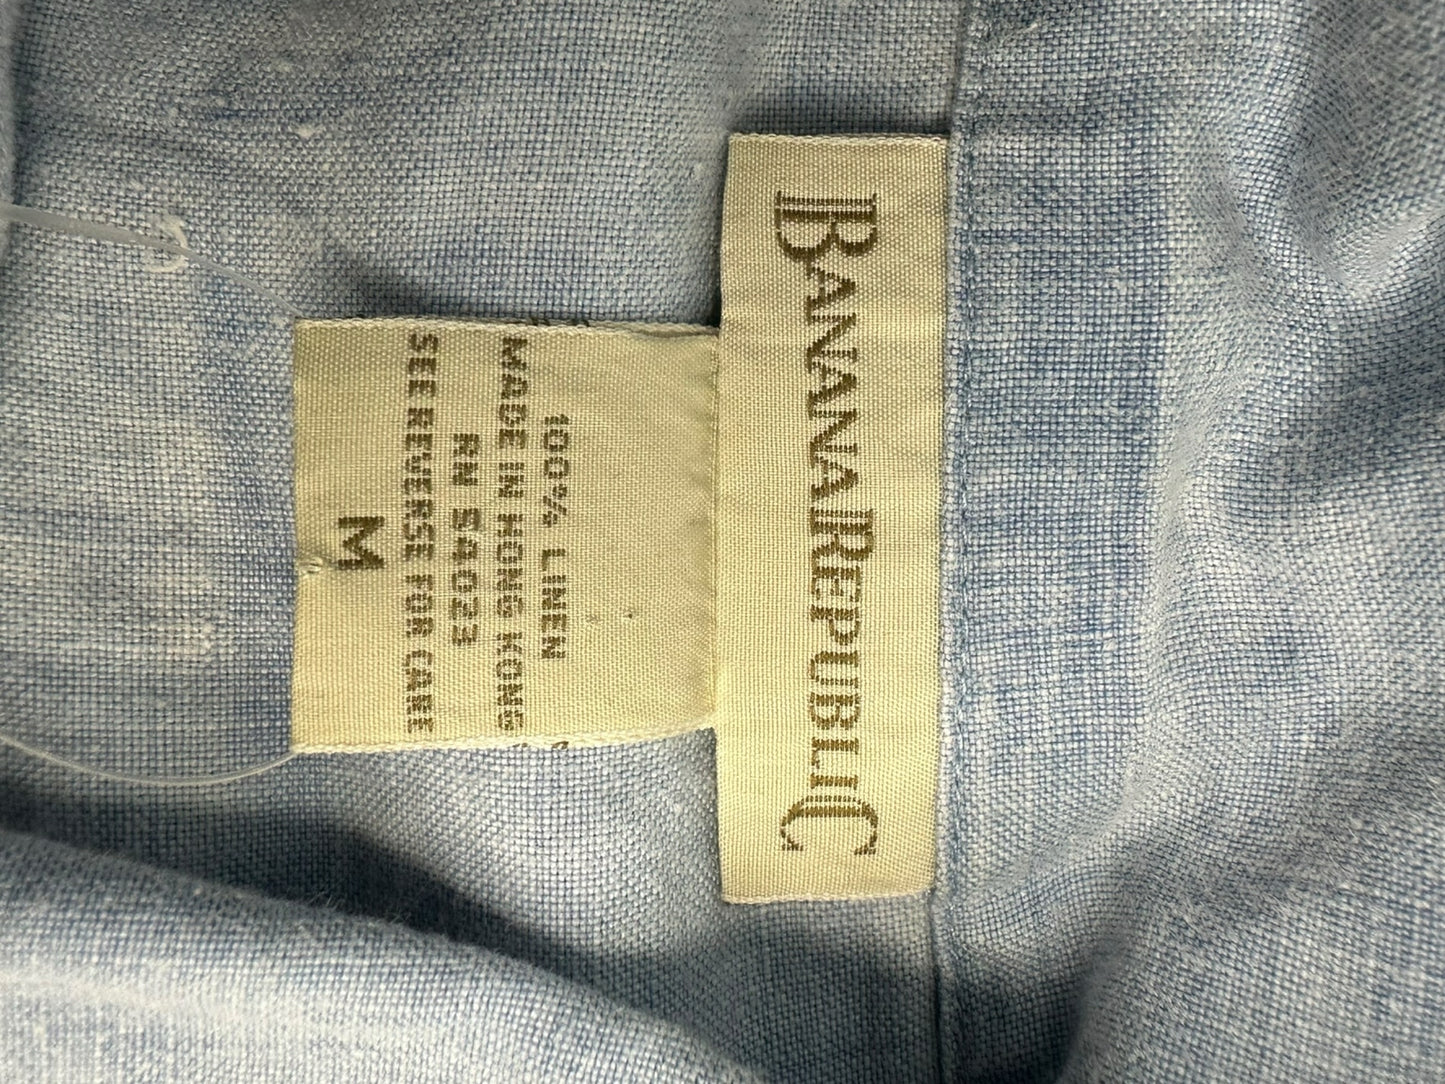 BANANA REPUBLIC
100% LINEN
MADE IN HONG KONG
RN 54023
SEE REVERSE FOR CARE
M